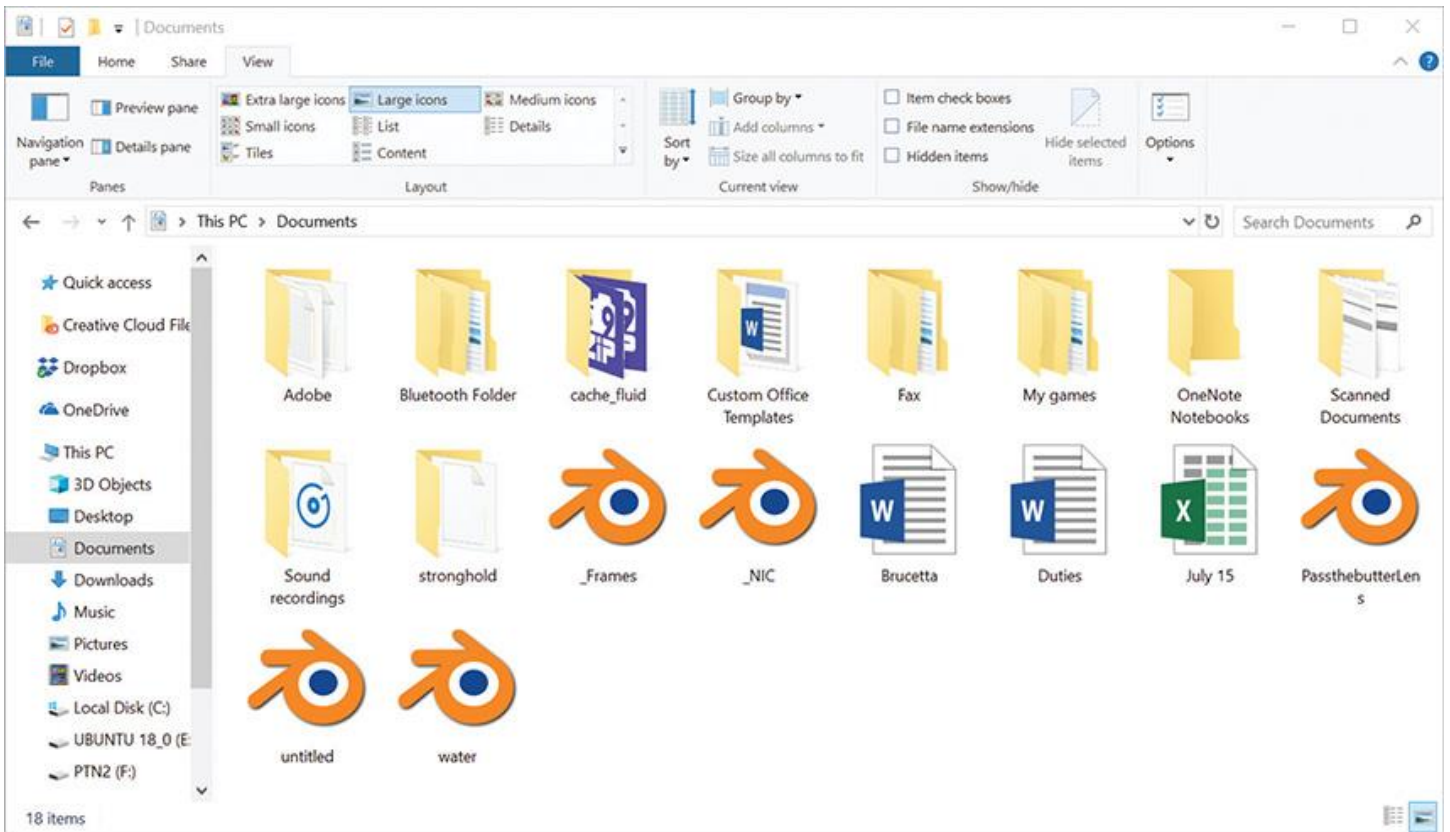 Documents
File Home Share View
Preview pane Extra large icons Large icons Medium icons Group by Item check boxes
Small icons List Details Add columns File name extensions
Navigation pane Details pane Tiles Content Sort by Size all columns to fit Hidden items Hide selected items Options
Panes Layout Current view Show/hide
> This PC > Documents Search Documents
Quick access
Creative Cloud File
Dropbox
OneDrive
This PC
3D Objects
Desktop
Documents
Downloads
Music
Pictures
Videos
Local Disk (C:)
UBUNTU 18_0 (E:
PTN2 (F:)
Adobe Bluetooth Folder cache_fluid Custom Office Fax My games OneNote Scanned
Templates Notebooks Documents
Sound stronghold _Frames _NIC Brucetta Duties July 15 PassthebutterLen
recordings s
untitled water
18 items